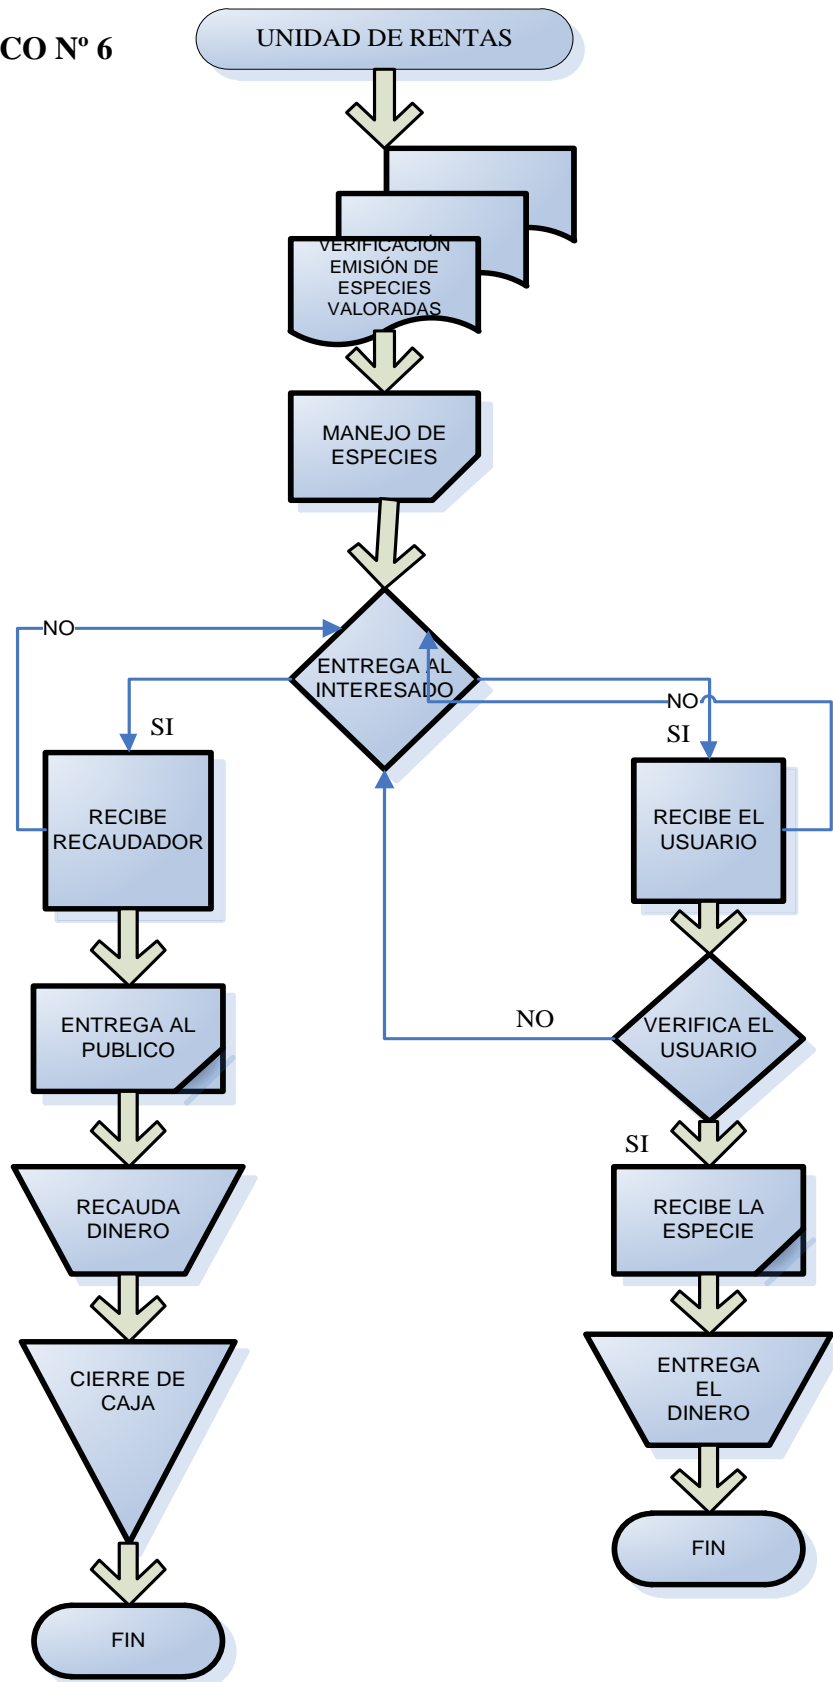 CO Nº 6
UNIDAD DE RENTAS
VERIFICACIÓN
EMISIÓN DE
ESPECIES
VALORADAS
MANEJO DE
ESPECIES
NO
ENTREGA AL
INTERESADO
NO
SI
SI
RECIBE
RECAUDADOR
RECIBE EL
USUARIO
ENTREGA AL
PUBLICO
NO
VERIFICA EL
USUARIO
SI
RECAUDA
DINERO
RECIBE LA
ESPECIE
CIERRE DE
CAJA
ENTREGA
EL
DINERO
FIN
FIN